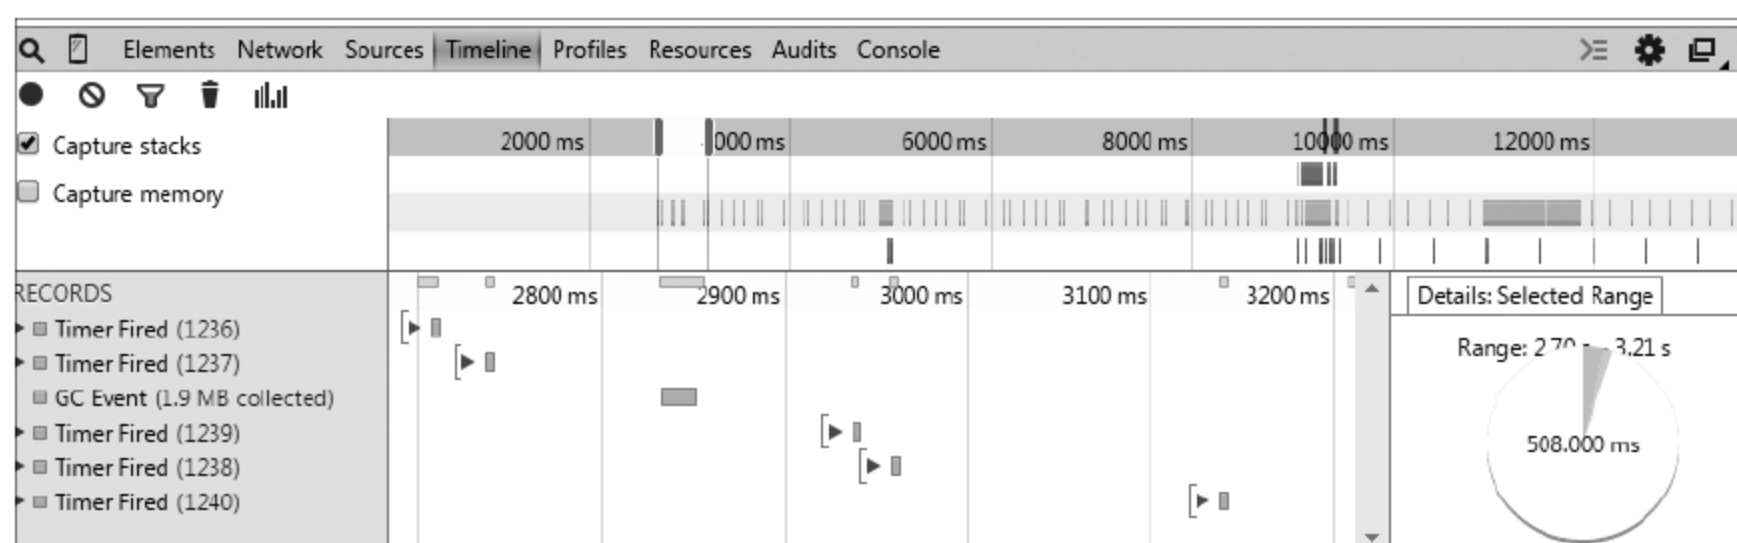 Elements Network Sources Timeline Profiles Resources Audits Console
Capture stacks
Capture memory
2000 ms 000 ms 6000 ms 8000 ms 10000 ms 12000 ms
RECORDS
2800 ms 2900 ms 3000 ms 3100 ms 3200 ms
Timer Fired (1236)
Timer Fired (1237)
GC Event (1.9 MB collected)
Timer Fired (1239)
Timer Fired (1238)
Timer Fired (1240)
Details: Selected Range
Range: 2.70 s - 3.21 s
508.000 ms